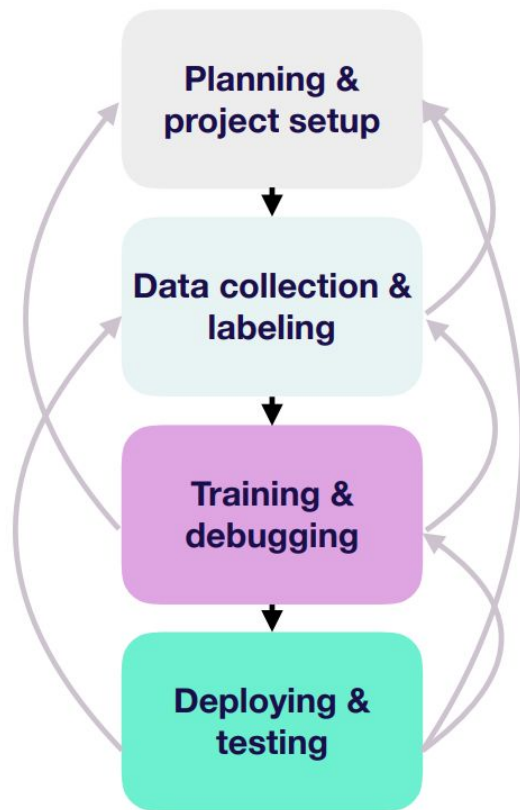 Planning &
project setup
Data collection &
labeling
Training &
debugging
Deploying &
testing